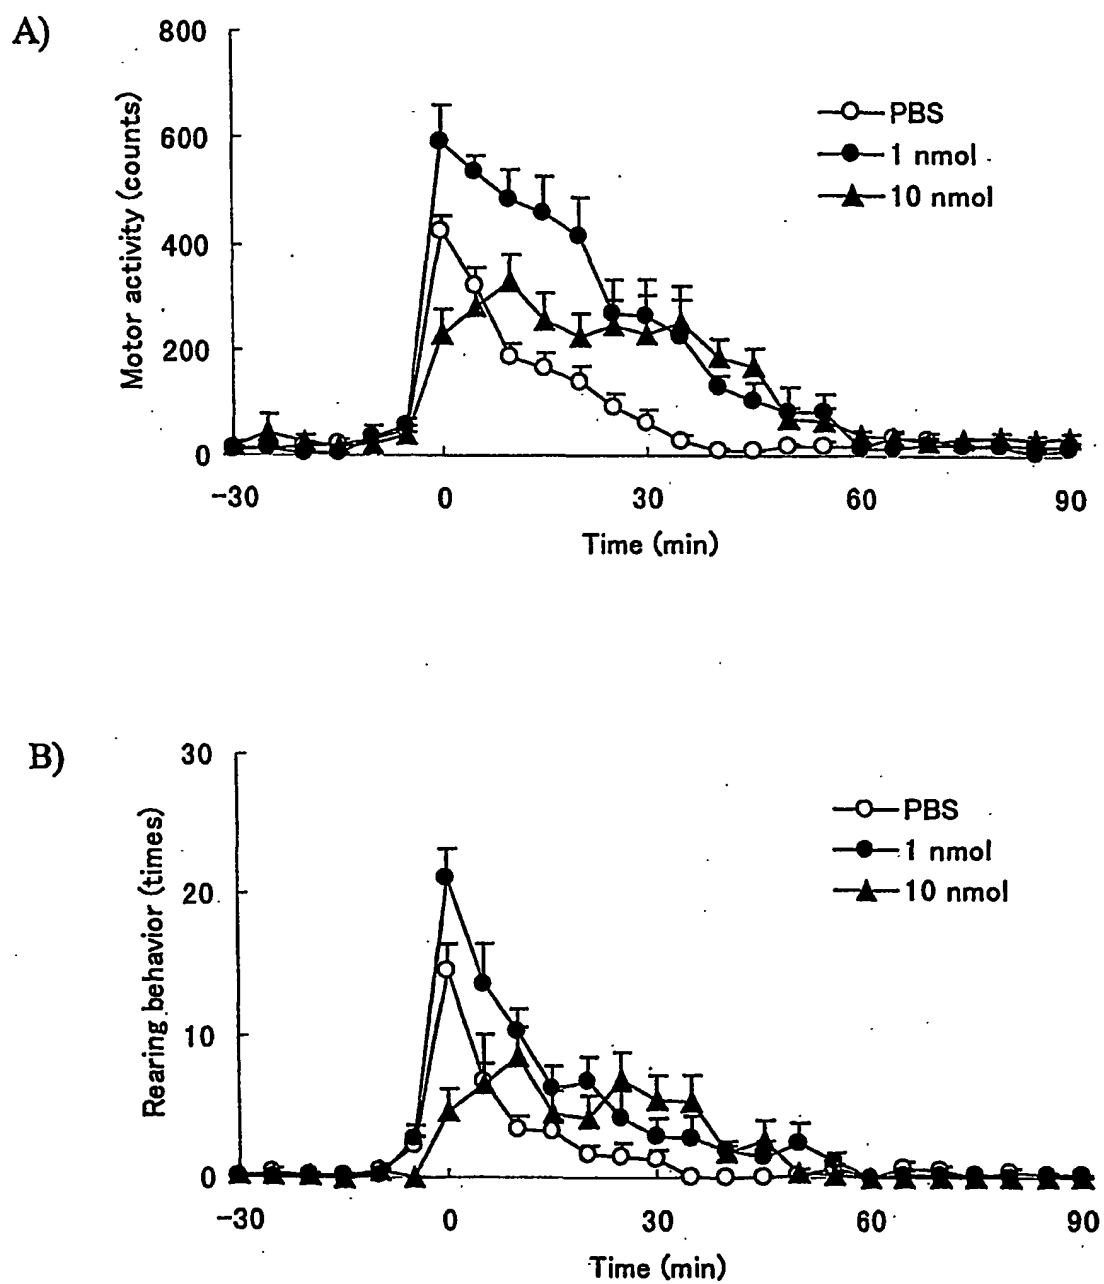 A)
800
600
400
200
0
Motor activity (counts)
PBS
1 nmol
10 nmol
-30 0 30 60 90
Time (min)
B)
30
20
10
0
Rearing behavior (times)
PBS
1 nmol
10 nmol
-30 0 30 60 90
Time (min)